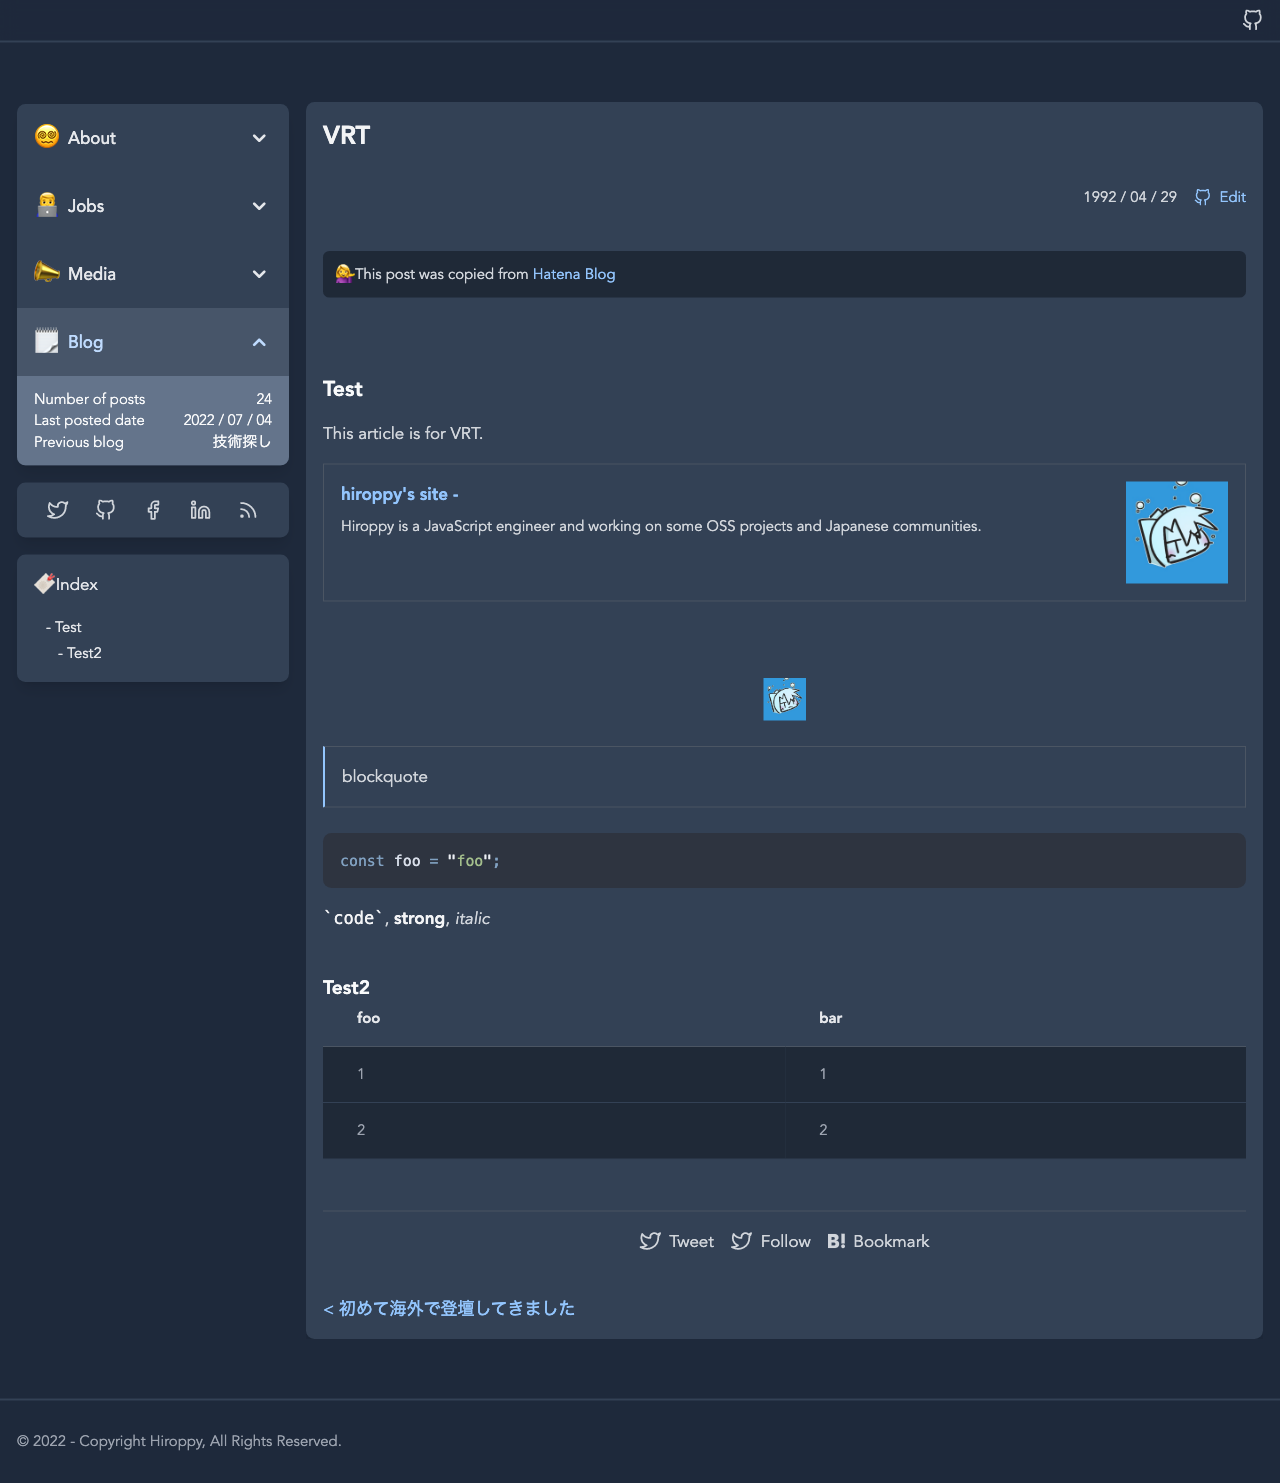 About
Jobs
Media
Blog
Number of posts 24
Last posted date 2022 / 07 / 04
Previous blog 技術探し
Index
- Test
- Test2
VRT
1992 / 04 / 29 Edit
This post was copied from Hatena Blog
Test
This article is for VRT.
hiroppy's site -
Hiroppy is a JavaScript engineer and working on some OSS projects and Japanese communities.
blockquote
const foo = "foo";
`code`, strong, italic
Test2
foo bar
1 1
2 2
Tweet Follow B! Bookmark
< 初めて海外で登壇してきました
© 2022 - Copyright Hiroppy, All Rights Reserved.